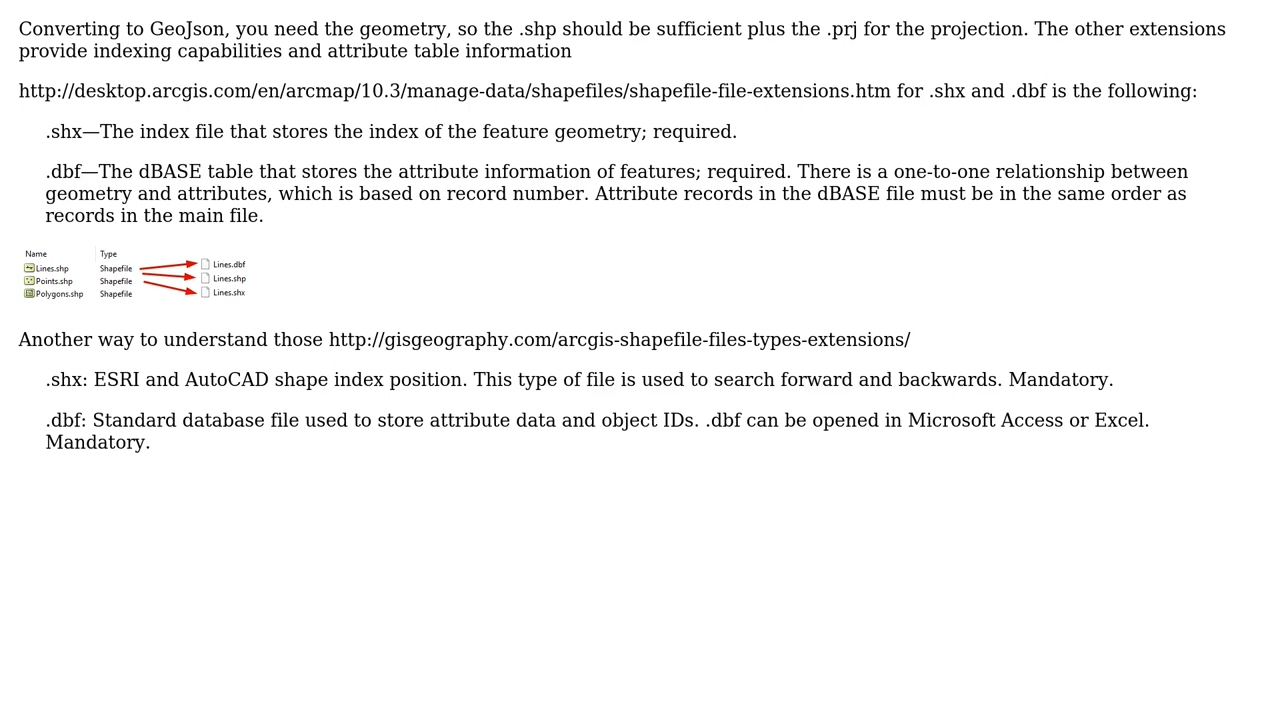 Converting to GeoJson, you need the geometry, so the .shp should be sufficient plus the .prj for the projection. The other extensions
provide indexing capabilities and attribute table information
http://desktop.arcgis.com/en/arcmap/10.3/manage-data/shapefiles/shapefile-file-extensions.htm for .shx and .dbf is the following:
.shx—The index file that stores the index of the feature geometry; required.
.dbf—The dBASE table that stores the attribute information of features; required. There is a one-to-one relationship between
geometry and attributes, which is based on record number. Attribute records in the dBASE file must be in the same order as
records in the main file.
Name Type
Lines.shp Shapefile Lines.dbf
Points.shp Shapefile Lines.shp
Polygons.shp Shapefile Lines.shx
Another way to understand those http://gisgeography.com/arcgis-shapefile-files-types-extensions/
.shx: ESRI and AutoCAD shape index position. This type of file is used to search forward and backwards. Mandatory.
.dbf: Standard database file used to store attribute data and object IDs. .dbf can be opened in Microsoft Access or Excel.
Mandatory.